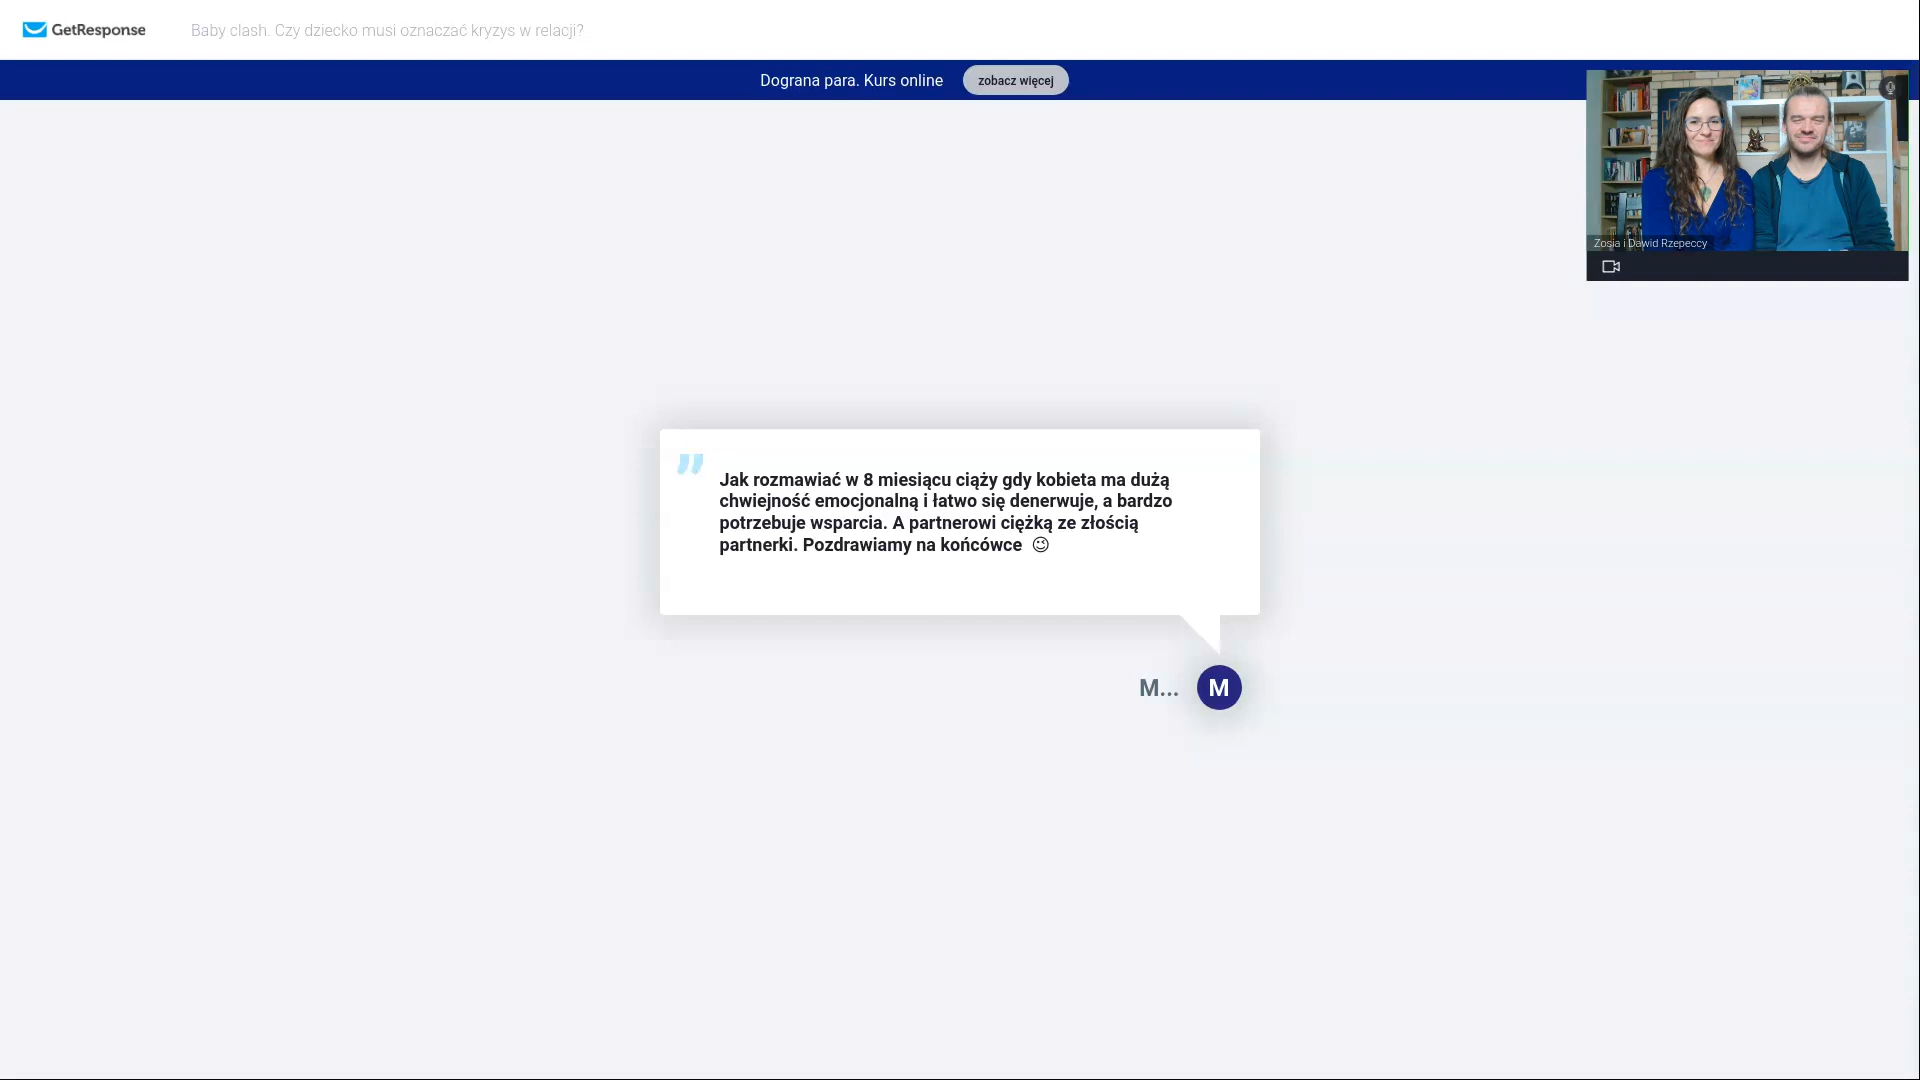 GetResponse
Baby clash. Czy dziecko musi oznaczać kryzys w relacji?
Dograna para. Kurs online
zobacz więcej
Zosia i Dawid Rzepeccy
Jak rozmawiać w 8 miesiącu ciąży gdy kobieta ma dużą
chwiejność emocjonalną i łatwo się denerwuje, a bardzo
potrzebuje wsparcia. A partnerowi ciężką ze złością
partnerki. Pozdrawiamy na końcówce 😉
M...
M